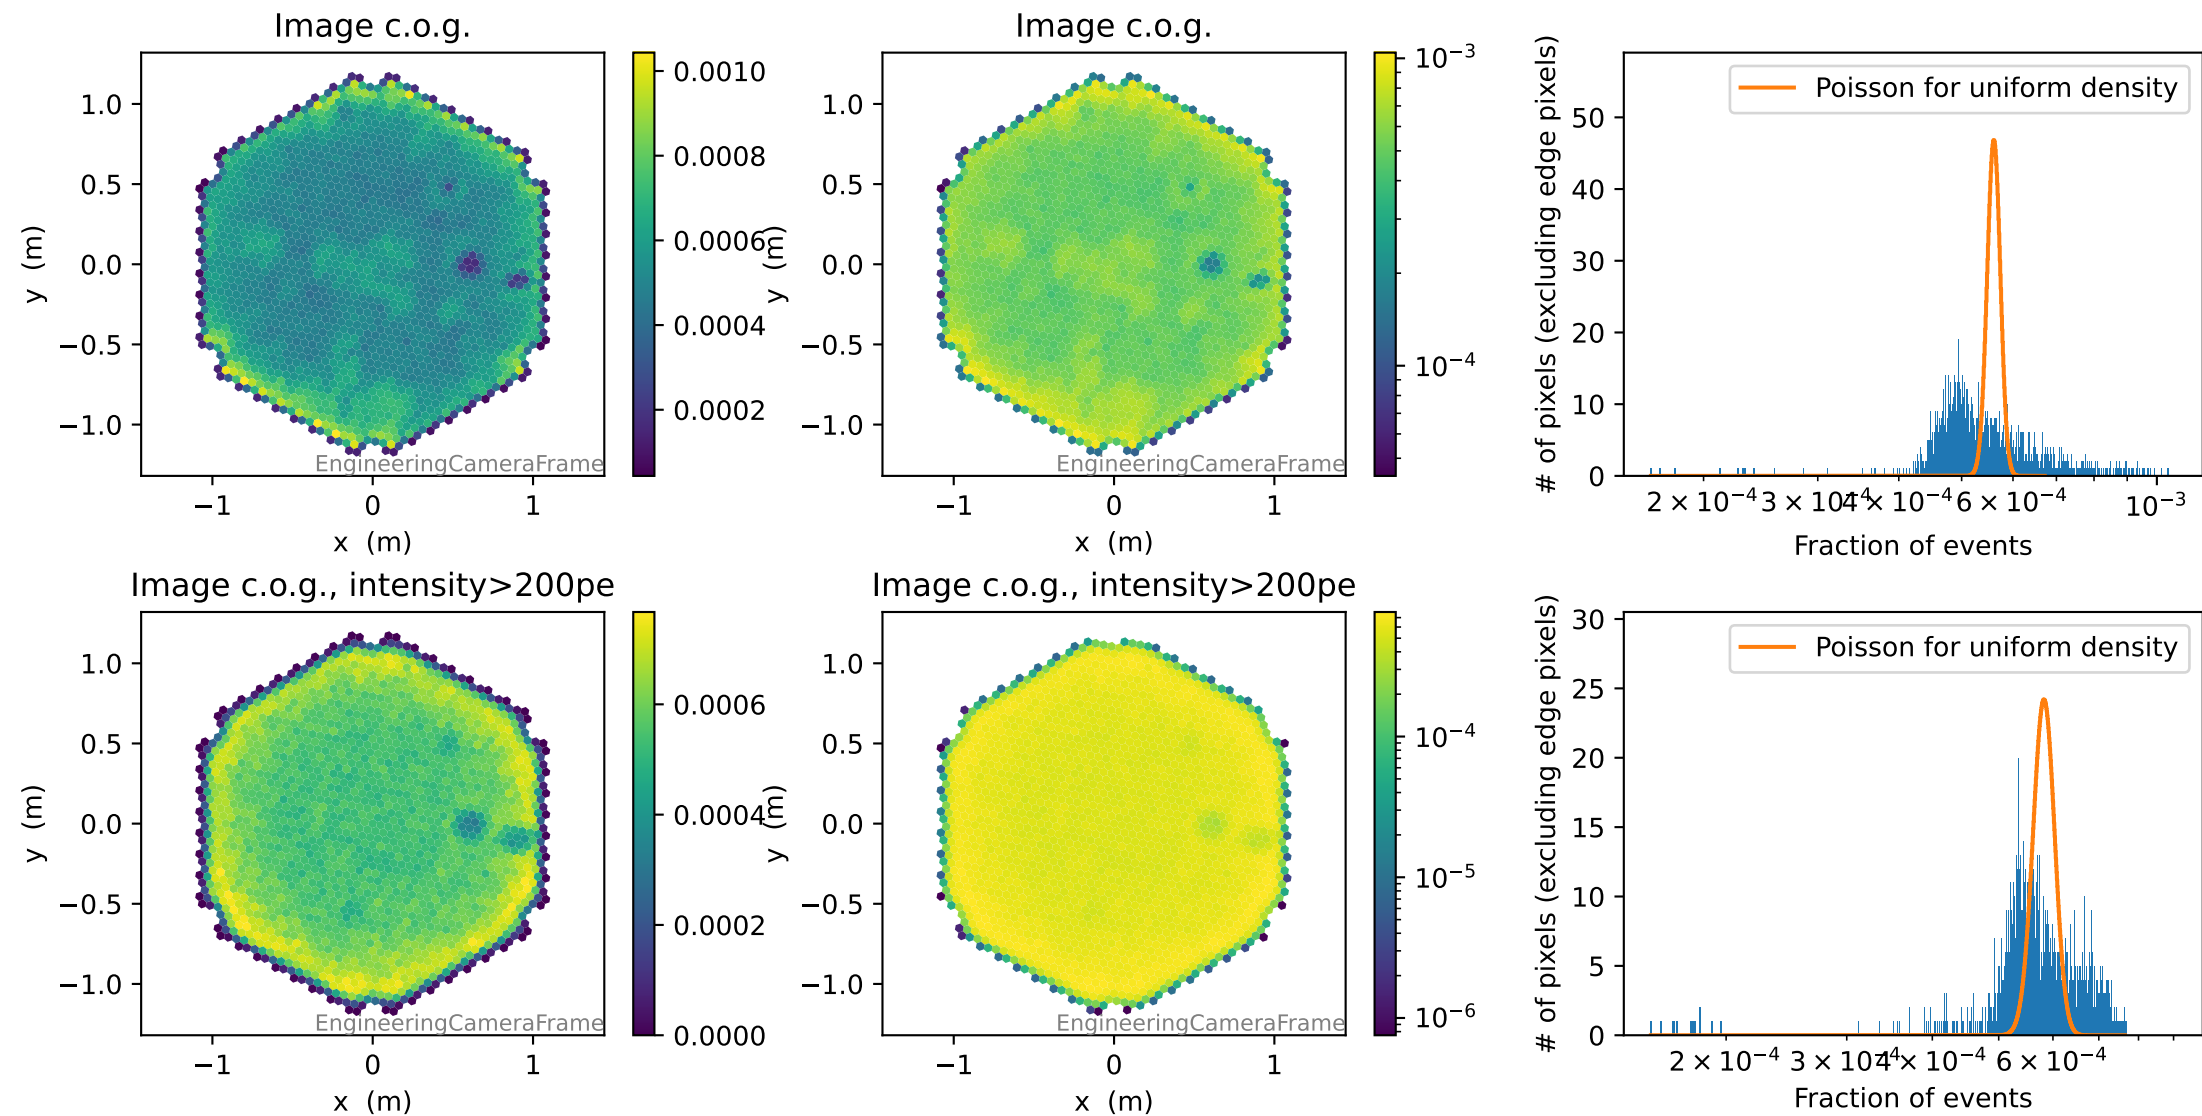 Image c.o.g.
1.0
0.5
0.0
−0.5
−1.0
y (m)
−1 0 1
x (m)
EngineeringCameraFrame
0.0010
0.0008
0.0006
0.0004
0.0002
Image c.o.g.
1.0
0.5
0.0
−0.5
−1.0
y (m)
−1 0 1
x (m)
EngineeringCameraFrame
10⁻³
10⁻⁴
Poisson for uniform density
50
40
30
20
10
0
# of pixels (excluding edge pixels)
2 × 10⁻⁴ 3 × 10⁻⁴ 4 × 10⁻⁴ 6 × 10⁻⁴ 10⁻³
Fraction of events
Image c.o.g., intensity>200pe
1.0
0.5
0.0
−0.5
−1.0
y (m)
−1 0 1
x (m)
EngineeringCameraFrame
0.0006
0.0004
0.0002
0.0000
Image c.o.g., intensity>200pe
1.0
0.5
0.0
−0.5
−1.0
y (m)
−1 0 1
x (m)
EngineeringCameraFrame
10⁻⁴
10⁻⁵
10⁻⁶
Poisson for uniform density
30
25
20
15
10
5
0
# of pixels (excluding edge pixels)
2 × 10⁻⁴ 3 × 10⁻⁴ 4 × 10⁻⁴ 6 × 10⁻⁴
Fraction of events